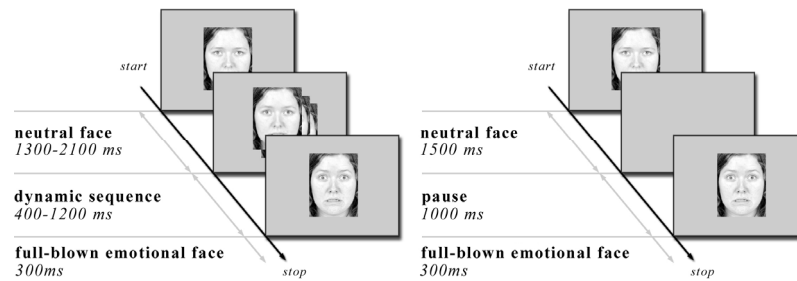 start
neutral face
1300-2100 ms
dynamic sequence
400-1200 ms
full-blown emotional face
300ms
stop
start
neutral face
1500 ms
pause
1000 ms
full-blown emotional face
300ms
stop